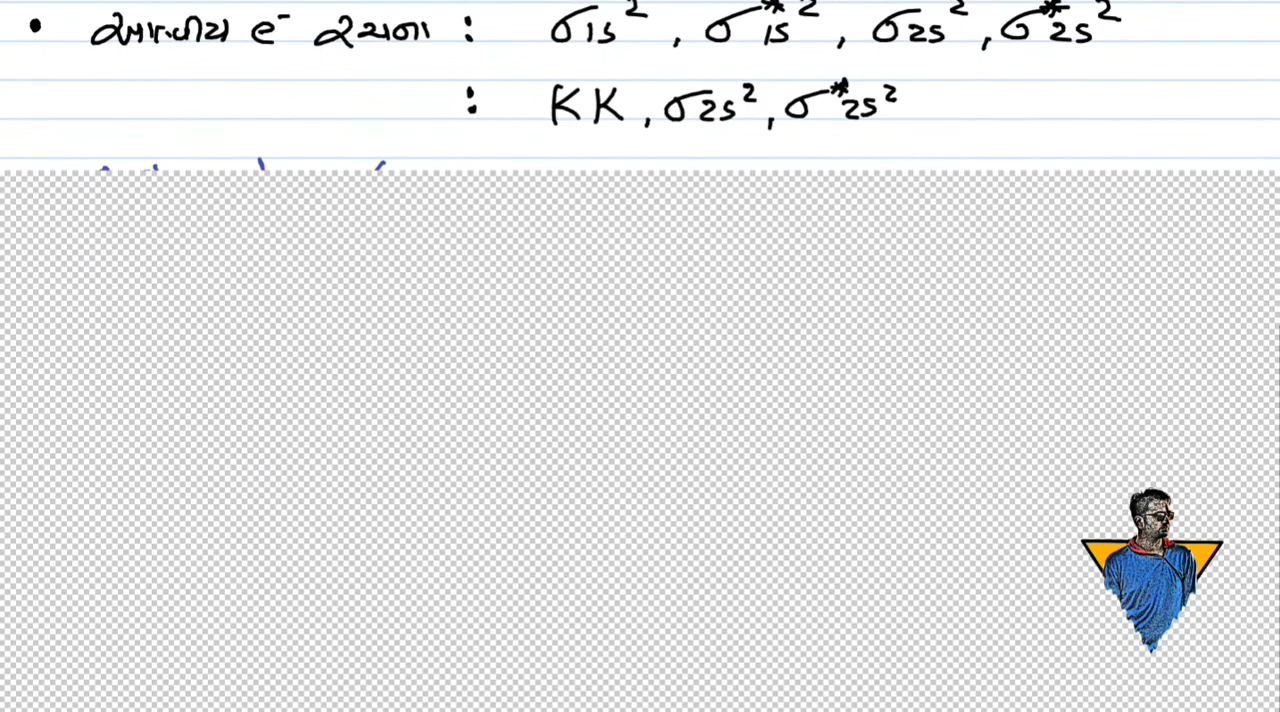 • આણ્વીય e⁻ રચના : σ1s², σ*1s², σ2s², σ*2s²
: KK, σ2s², σ*2s²